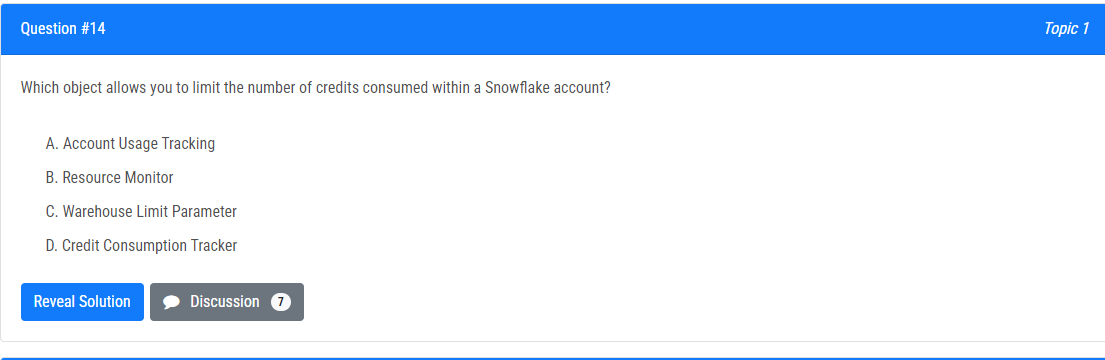 Question #14
Topic 1
Which object allows you to limit the number of credits consumed within a Snowflake account?
A. Account Usage Tracking
B. Resource Monitor
C. Warehouse Limit Parameter
D. Credit Consumption Tracker
Reveal Solution
Discussion 7